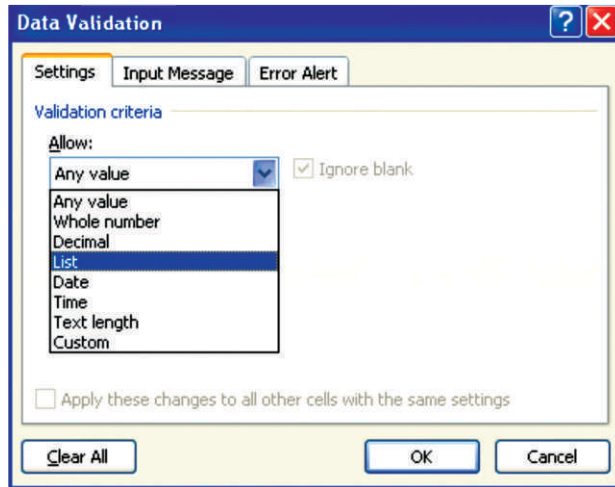 Data Validation
Settings Input Message Error Alert
Validation criteria
Allow:
Any value Ignore blank
Any value
Whole number
Decimal
List
Date
Time
Text length
Custom
Apply these changes to all other cells with the same settings
Clear All OK Cancel